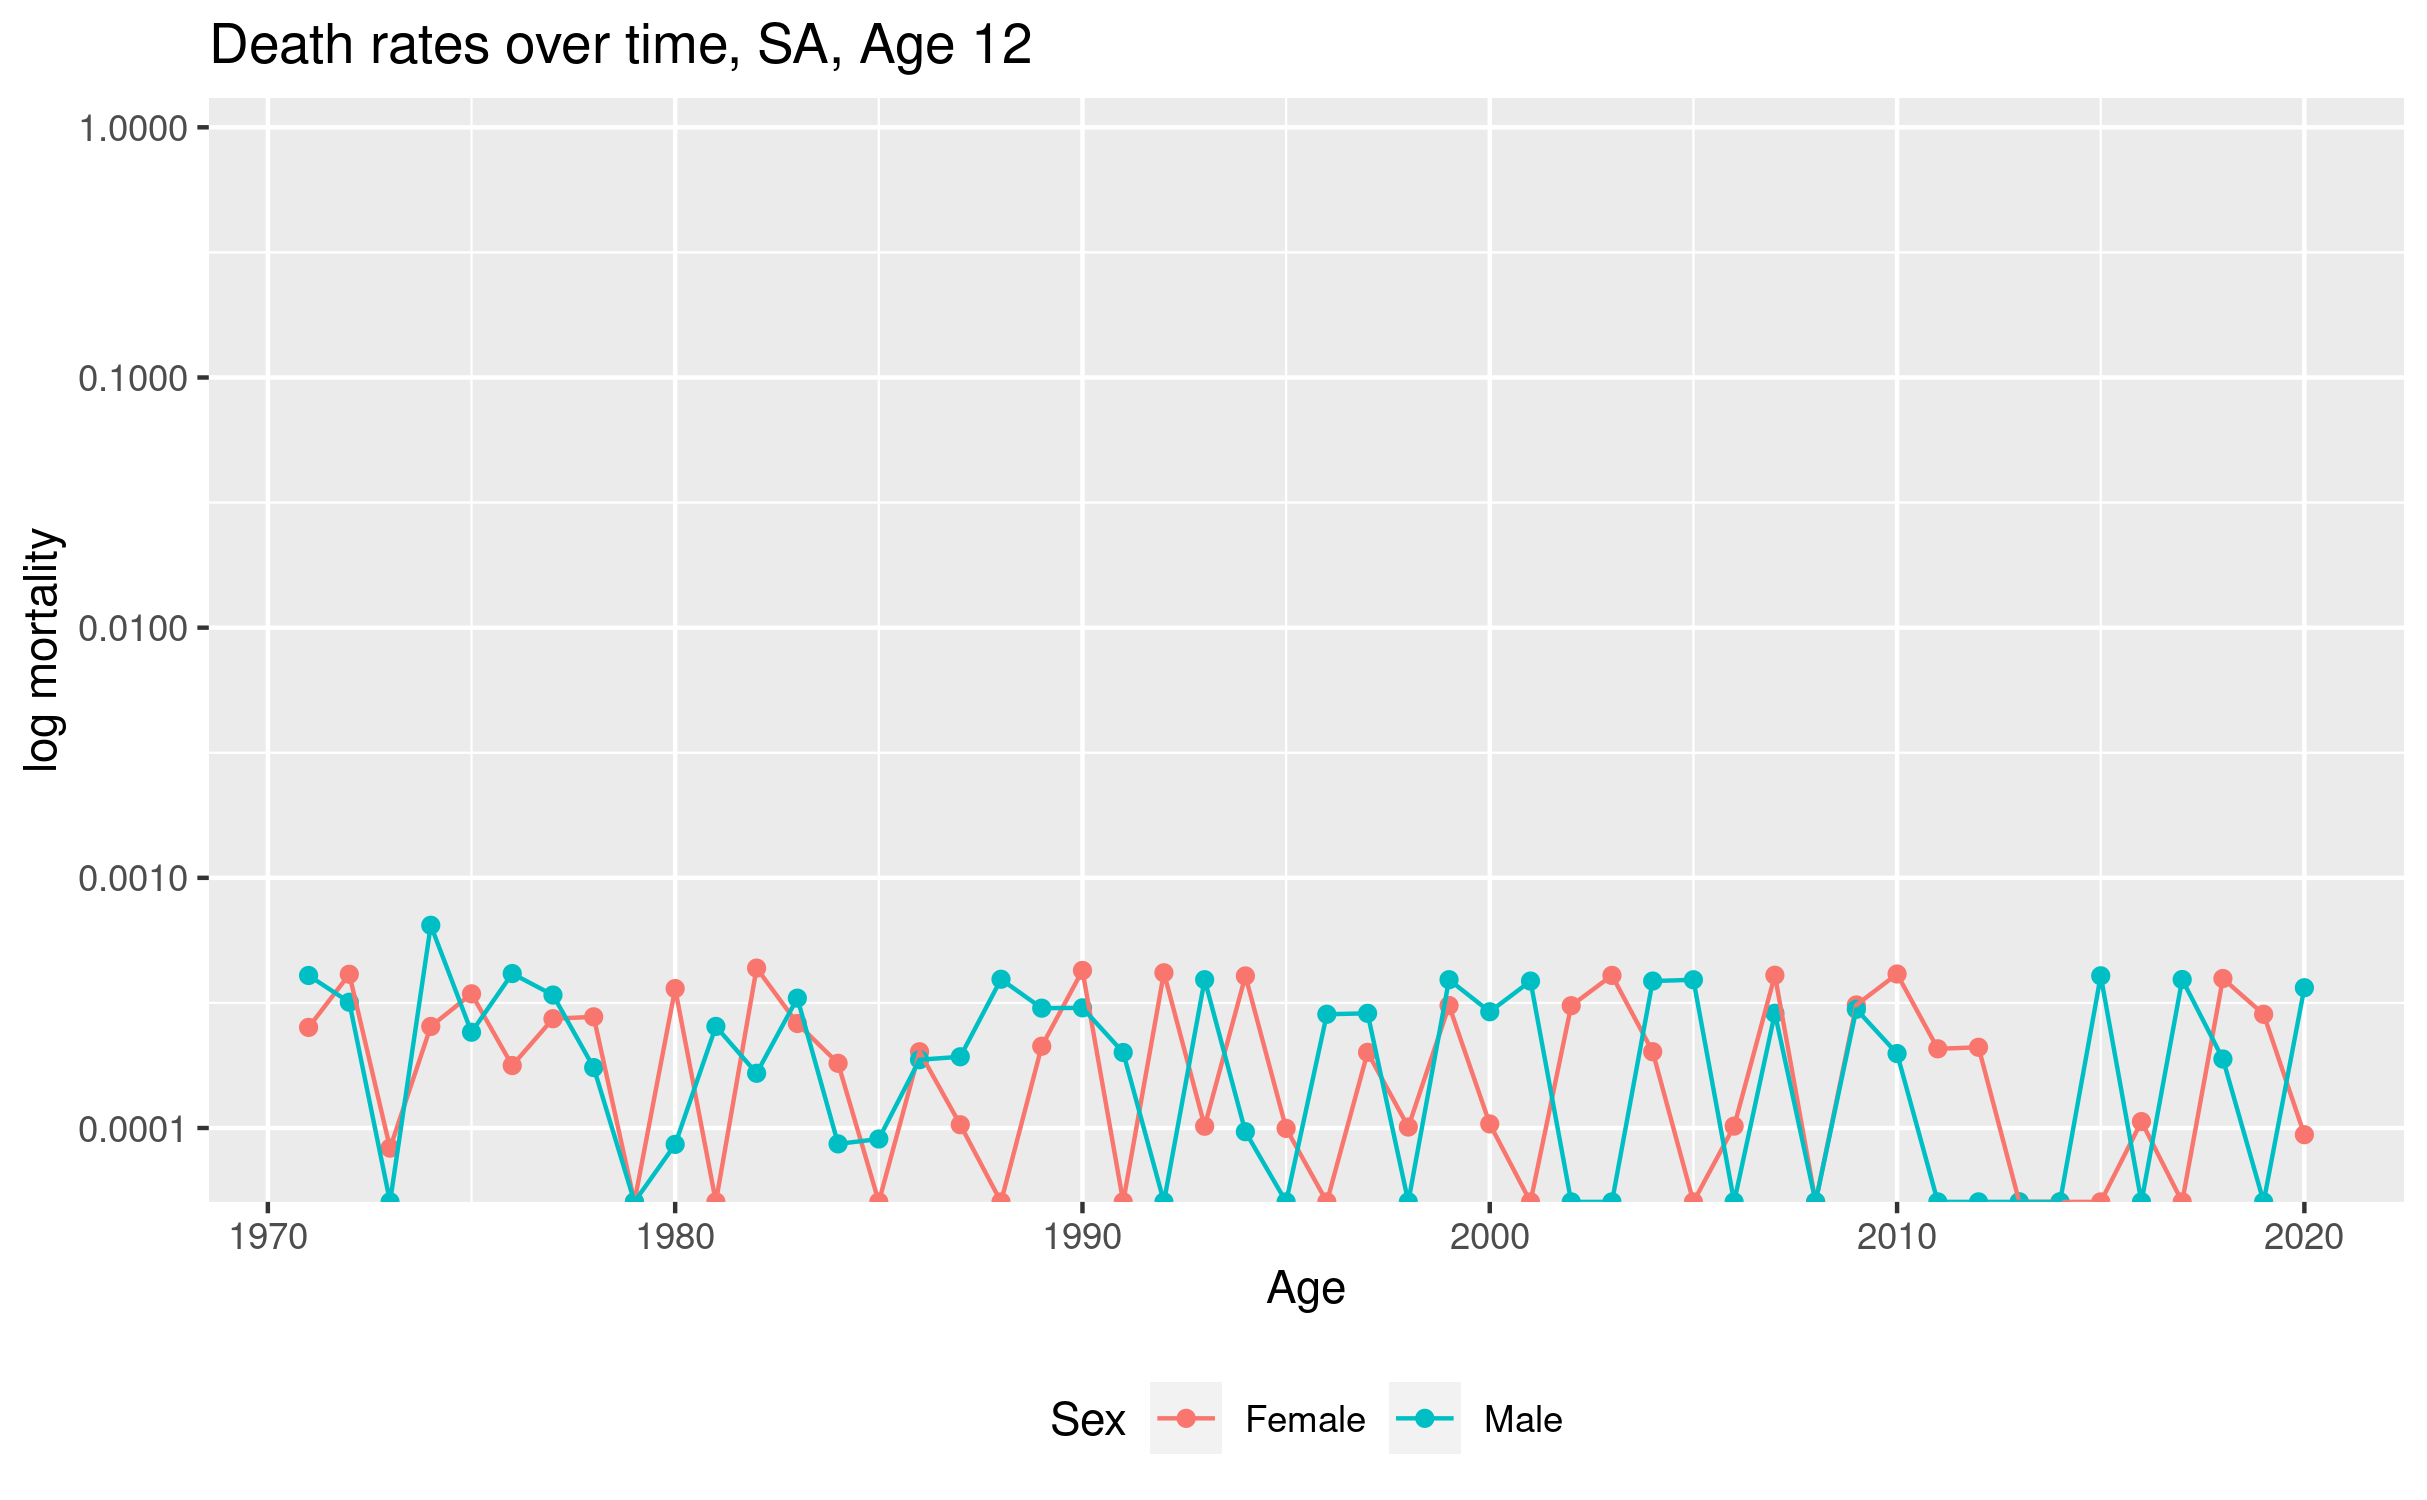 Death rates over time, SA, Age 12
log mortality
1.0000
0.1000
0.0100
0.0010
0.0001
1970 1980 1990 2000 2010 2020
Age
Sex Female Male